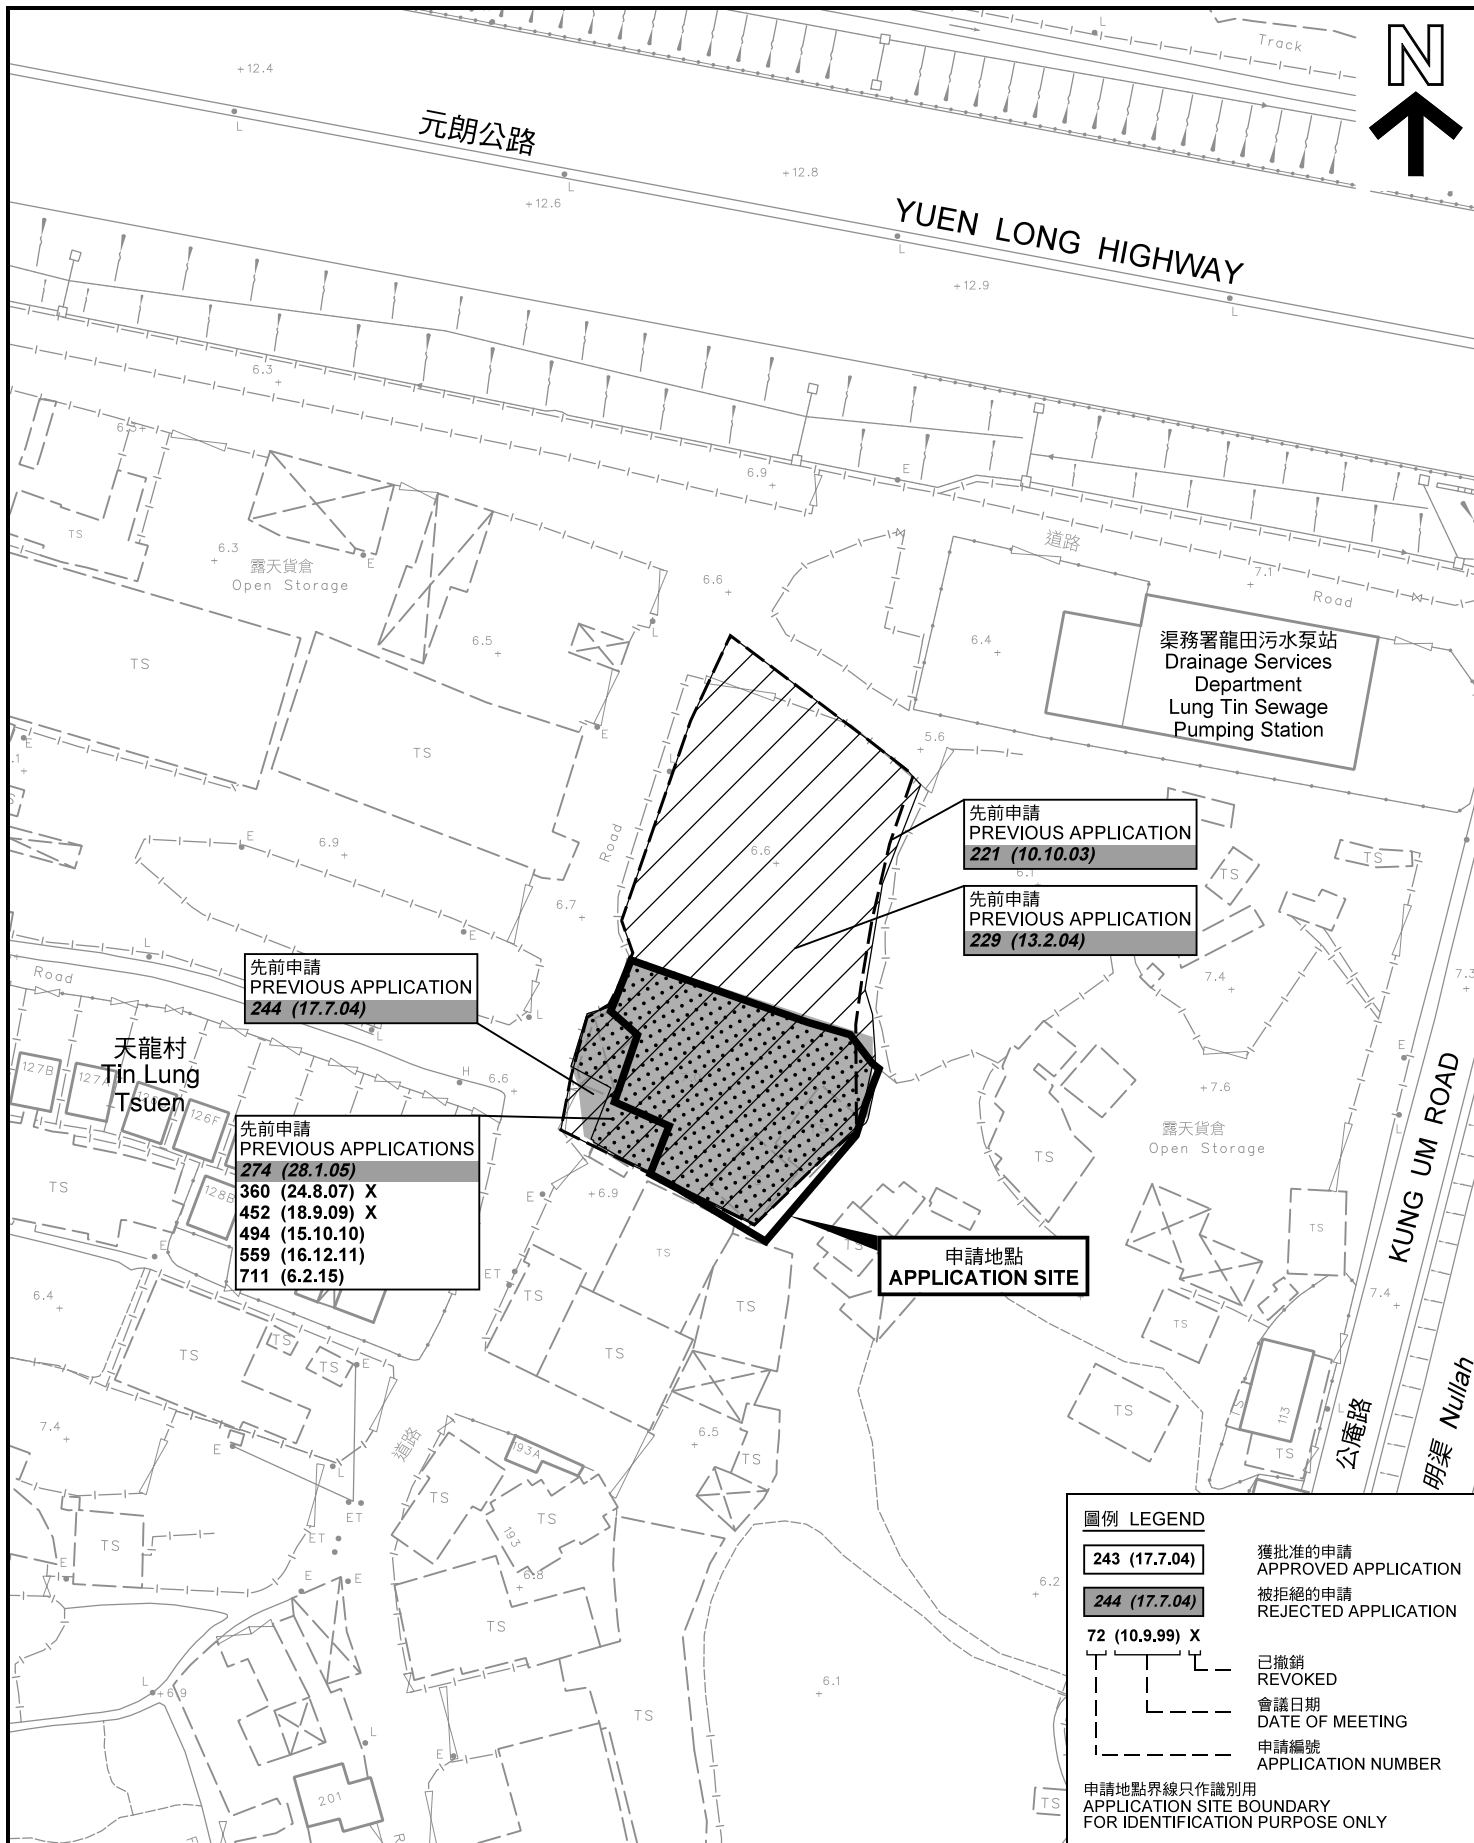 Track
N
+12.4
元朗公路
L
L
+12.8
+12.6
YUEN LONG HIGHWAY
L
+12.9
L
6.3
6.9
E
道路
7.1
Road
TS
6.3
露天貨倉
Open Storage
E
6.6
6.5
6.4
渠務署龍田污水泵站
Drainage Services
Department
Lung Tin Sewage
Pumping Station
TS
TS
E
E
5.6
Road
6.9
E
6.7
6.6
先前申請
PREVIOUS APPLICATION
221 (10.10.03)
6.1
先前申請
PREVIOUS APPLICATION
229 (13.2.04)
TS
TS
7.4
7.3
Road
L
E
先前申請
PREVIOUS APPLICATION
244 (17.7.04)
L
L
天龍村
Tin Lung
Tsuen
127B
127A
126F
128B
H
6.6
E
+7.6
露天貨倉
Open Storage
TS
KUNG UM ROAD
先前申請
PREVIOUS APPLICATIONS
274 (28.1.05)
360 (24.8.07) X
452 (18.9.09) X
494 (15.10.10)
559 (16.12.11)
711 (6.2.15)
TS
E
+6.9
TS
TS
申請地點
APPLICATION SITE
TS
E
ET
TS
TS
6.4
7.4
TS
TS
TS
TS
E
TS
7.4
E
道路
193A
6.5
TS
TS
113
TS
L
公庵路
明渠 Nullah
L
TS
TS
193
ET
ET
TS
E
E
E
6.8
TS
6.2
L
+6.9
6.1
TS
L
E
201
TS
圖例 LEGEND
243 (17.7.04)
獲批准的申請
APPROVED APPLICATION
244 (17.7.04)
被拒絕的申請
REJECTED APPLICATION
72 (10.9.99) X
已撤銷
REVOKED
會議日期
DATE OF MEETING
申請編號
APPLICATION NUMBER
申請地點界線只作識別用
APPLICATION SITE BOUNDARY
FOR IDENTIFICATION PURPOSE ONLY